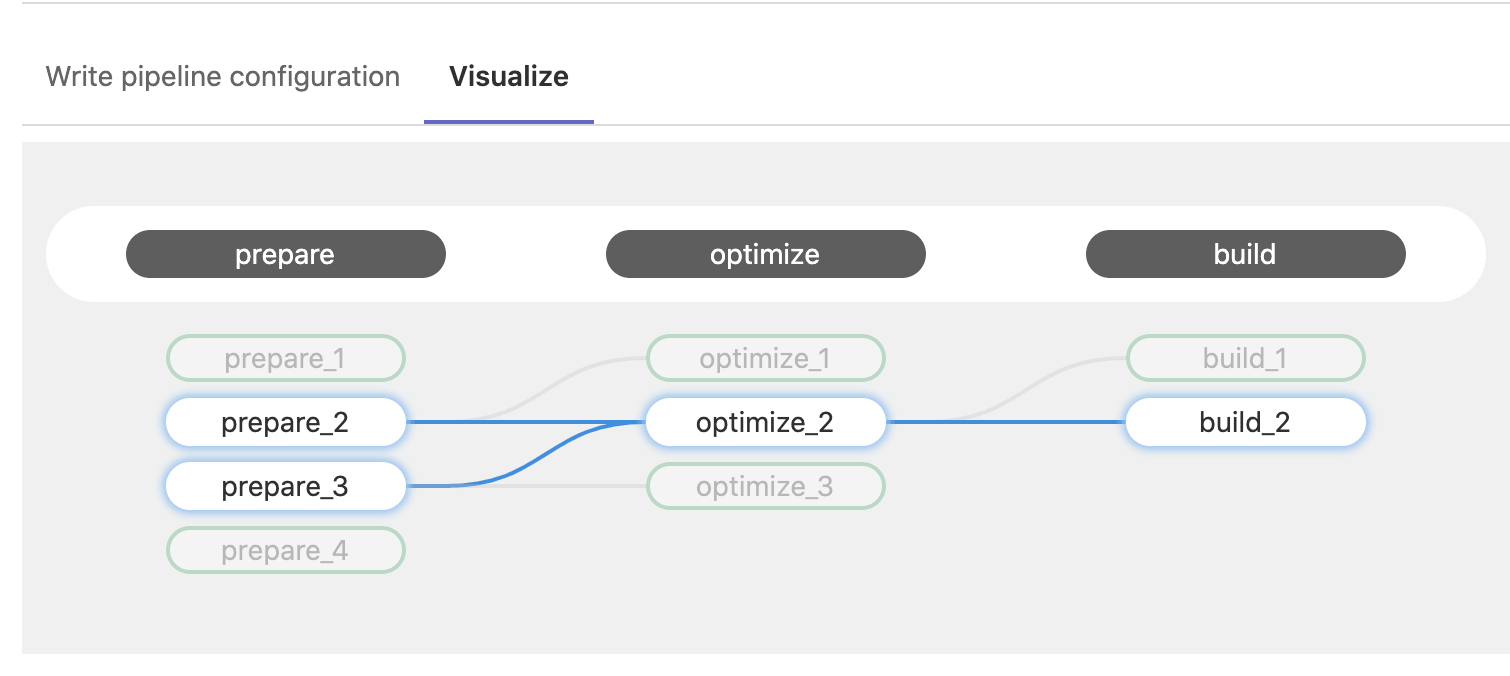 Write pipeline configuration
Visualize
prepare
optimize
build
prepare_1
optimize_1
build_1
prepare_2
optimize_2
build_2
prepare_3
optimize_3
prepare_4